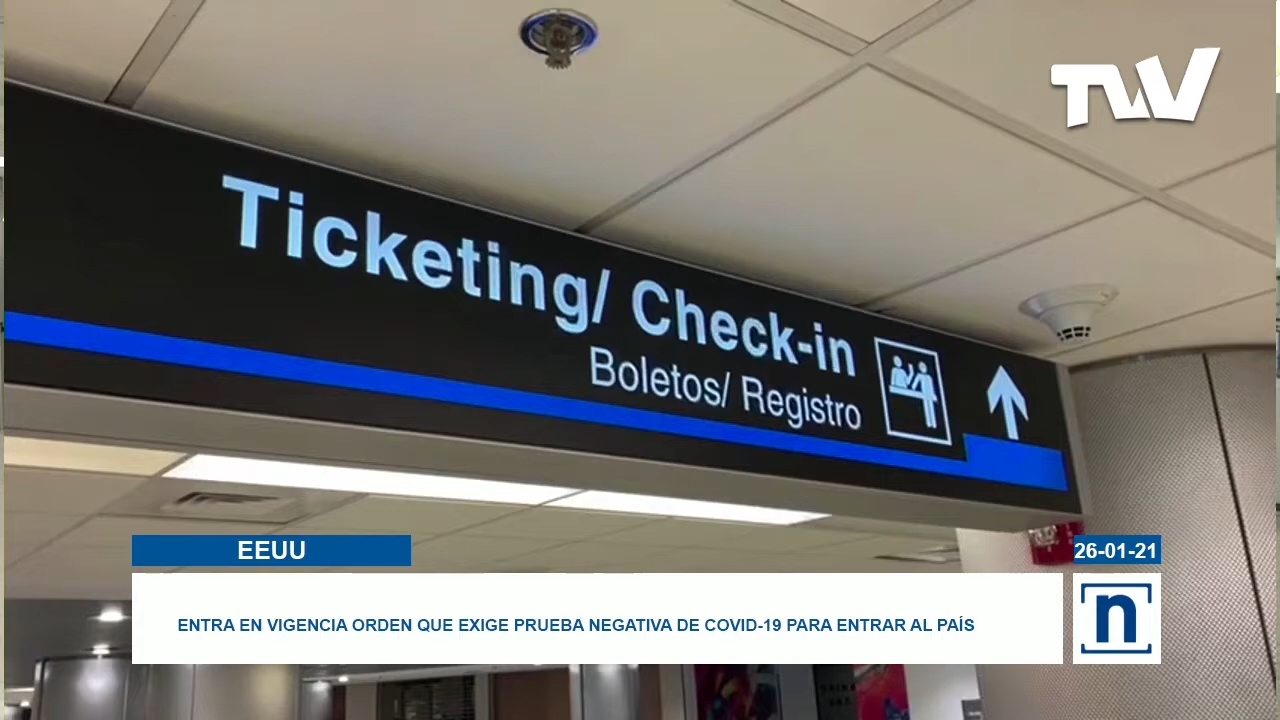 TVV
Ticketing/ Check-in
Boletos/ Registro
EEUU
26-01-21
ENTRA EN VIGENCIA ORDEN QUE EXIGE PRUEBA NEGATIVA DE COVID-19 PARA ENTRAR AL PAÍS
n